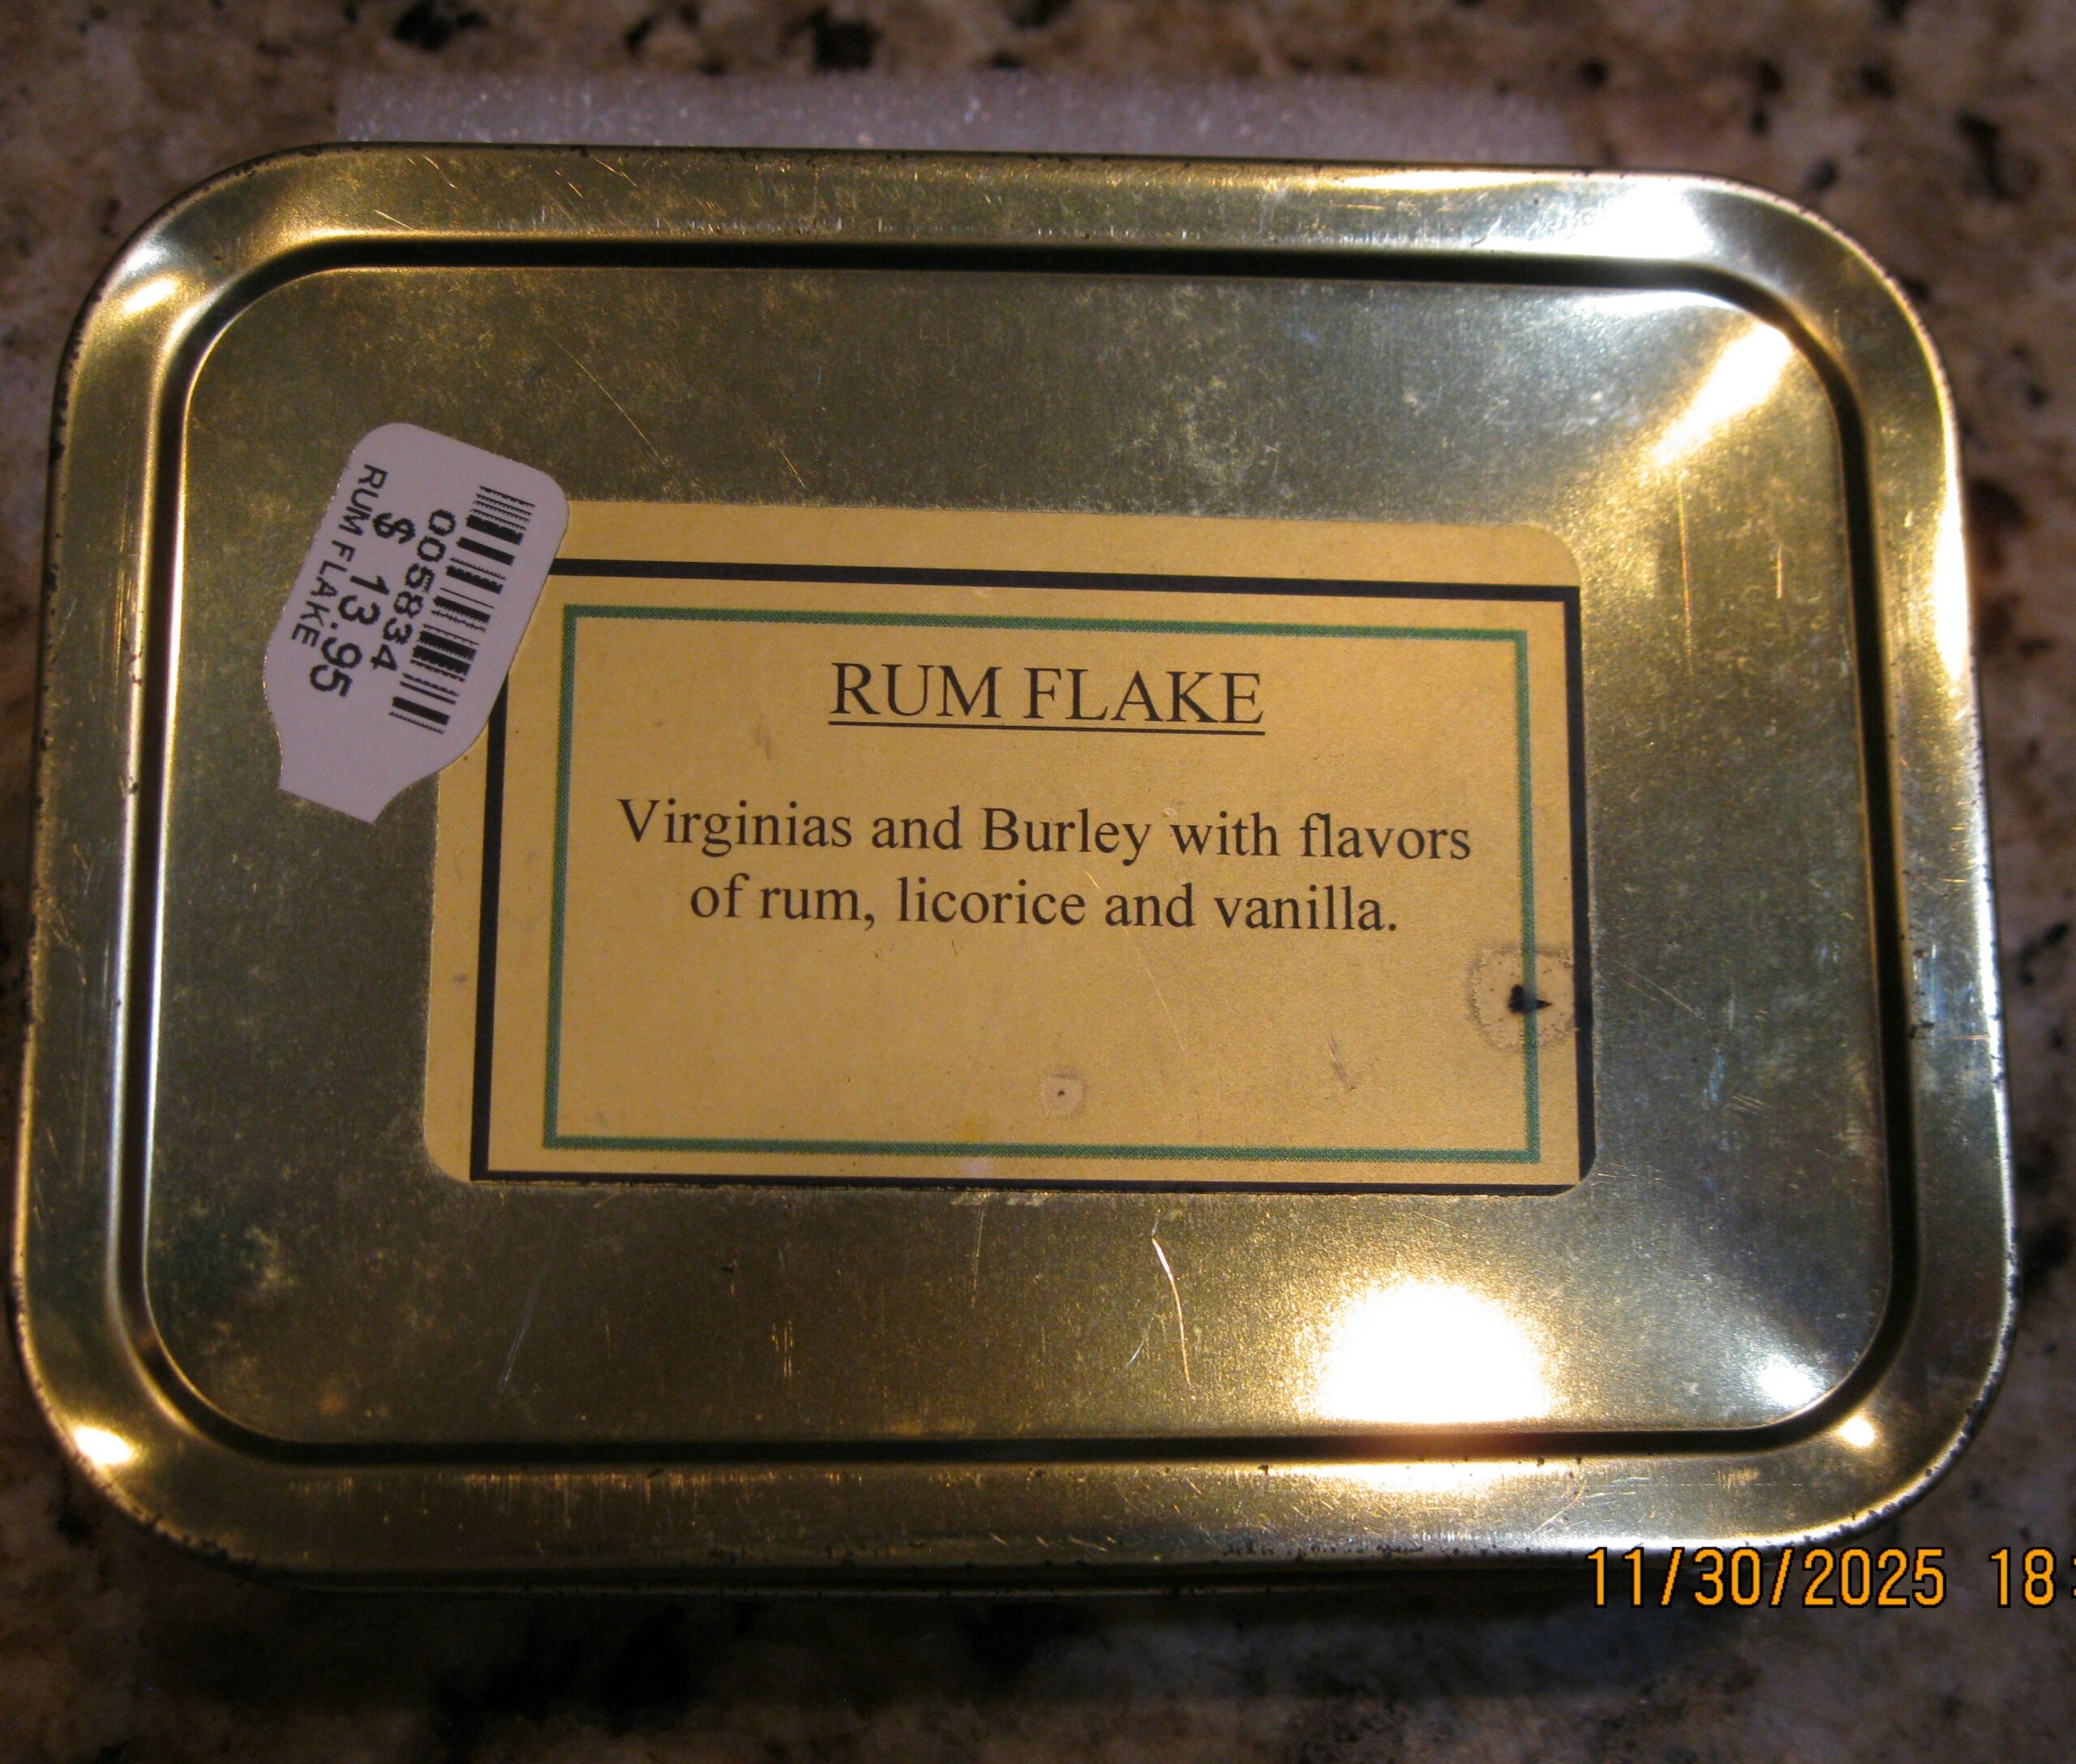 005834
$ 13.95
RUM FLAKE
RUM FLAKE
Virginias and Burley with flavors
of rum, licorice and vanilla.
11/30/2025 18: